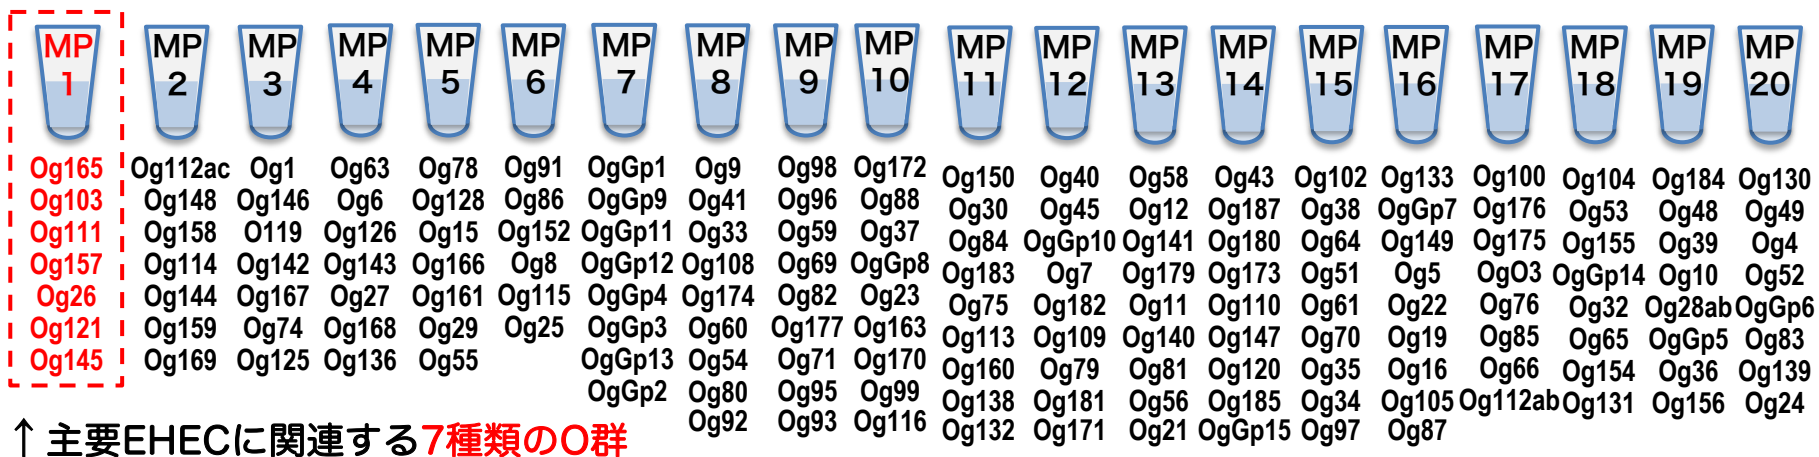 MP 1
Og165
Og103
Og111
Og157
Og26
Og121
Og145
MP 2
Og112ac
Og148
Og158
Og114
Og144
Og159
Og169
MP 3
Og1
Og146
O119
Og142
Og167
Og74
Og125
MP 4
Og63
Og6
Og126
Og143
Og27
Og168
Og136
MP 5
Og78
Og128
Og15
Og166
Og161
Og29
Og55
MP 6
Og91
Og86
Og152
Og8
Og115
Og25
MP 7
OgGp1
OgGp9
OgGp11
OgGp12
OgGp4
OgGp3
OgGp13
OgGp2
MP 8
Og9
Og41
Og33
Og108
Og174
Og60
Og54
Og80
Og92
MP 9
Og98
Og96
Og59
Og69
Og82
Og177
Og71
Og95
Og93
MP 10
Og172
Og88
Og37
OgGp8
Og23
Og163
Og170
Og99
Og116
MP 11
Og150
Og30
Og84
Og183
Og75
Og113
Og160
Og138
Og132
MP 12
Og40
Og45
OgGp10
Og7
Og182
Og109
Og79
Og181
Og171
MP 13
Og58
Og12
Og141
Og179
Og11
Og140
Og81
Og56
Og21
MP 14
Og43
Og187
Og180
Og173
Og110
Og147
Og120
Og185
OgGp15
MP 15
Og102
Og38
Og64
Og51
Og61
Og70
Og35
Og34
Og97
MP 16
Og133
OgGp7
Og149
Og5
Og22
Og19
Og16
Og105
Og87
MP 17
Og100
Og176
Og175
OgO3
Og76
Og85
Og66
Og112ab
MP 18
Og104
Og53
Og155
OgGp14
Og32
Og65
Og154
Og131
MP 19
Og184
Og48
Og39
Og10
Og28ab
OgGp5
Og36
Og156
MP 20
Og130
Og49
Og4
Og52
OgGp6
Og83
Og139
Og24
↑ 主要EHECに関連する7種類のO群